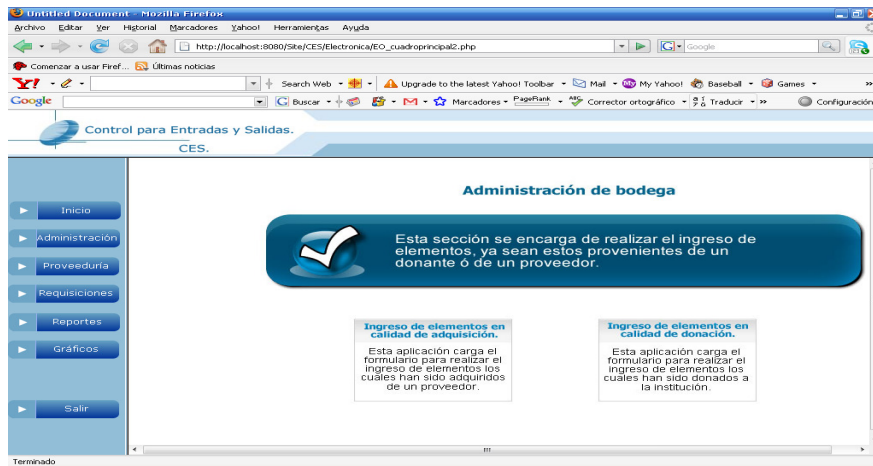 Untitled Document - Mozilla Firefox
Archivo Editar Ver Historial Marcadores Yahoo! Herramientas Ayuda
http://localhost:8080/Site/CES/Electronica/EO_cuadroprincipal2.php
G Google
Comenzar a usar Firef... Últimas noticias
Y! Search Web Upgrade to the latest Yahoo! Toolbar Mail My Yahoo! Baseball Games »
Google G Buscar Marcadores PageRank Corrector ortográfico Traducir » Configuración
Control para Entradas y Salidas.
CES.
Inicio
Administración
Proveeduría
Requisiciones
Reportes
Gráficos
Salir
Administración de bodega
Esta sección se encarga de realizar el ingreso de
elementos, ya sean estos provenientes de un
donante ó de un proveedor.
Ingreso de elementos en
calidad de adquisición.
Esta aplicación carga el
formulario para realizar el
ingreso de elementos los
cuales han sido adquiridos
de un proveedor.
Ingreso de elementos en
calidad de donación.
Esta aplicación carga el
formulario para realizar el
ingreso de elementos los
cuales han sido donados a
la institución.
Terminado